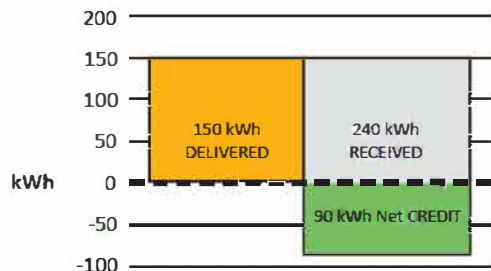 200
150
100
50
0
-50
-100
kWh
150 kWh
DELIVERED
240 kWh
RECEIVED
90 kWh Net CREDIT